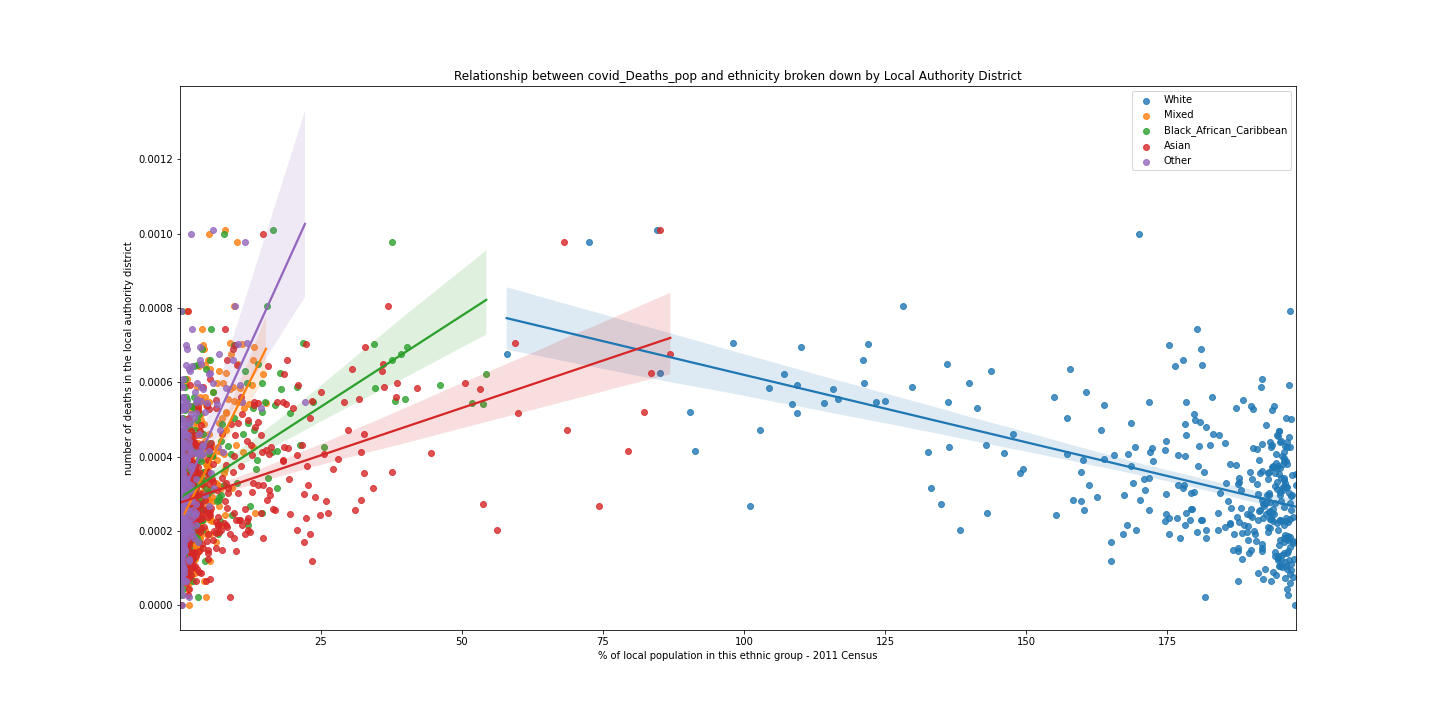 Relationship between covid_Deaths_pop and ethnicity broken down by Local Authority District
White
Mixed
Black_African_Caribbean
Asian
Other
number of deaths in the local authority district
0.0012
0.0010
0.0008
0.0006
0.0004
0.0002
0.0000
25
50
75
100
125
150
175
% of local population in this ethnic group - 2011 Census